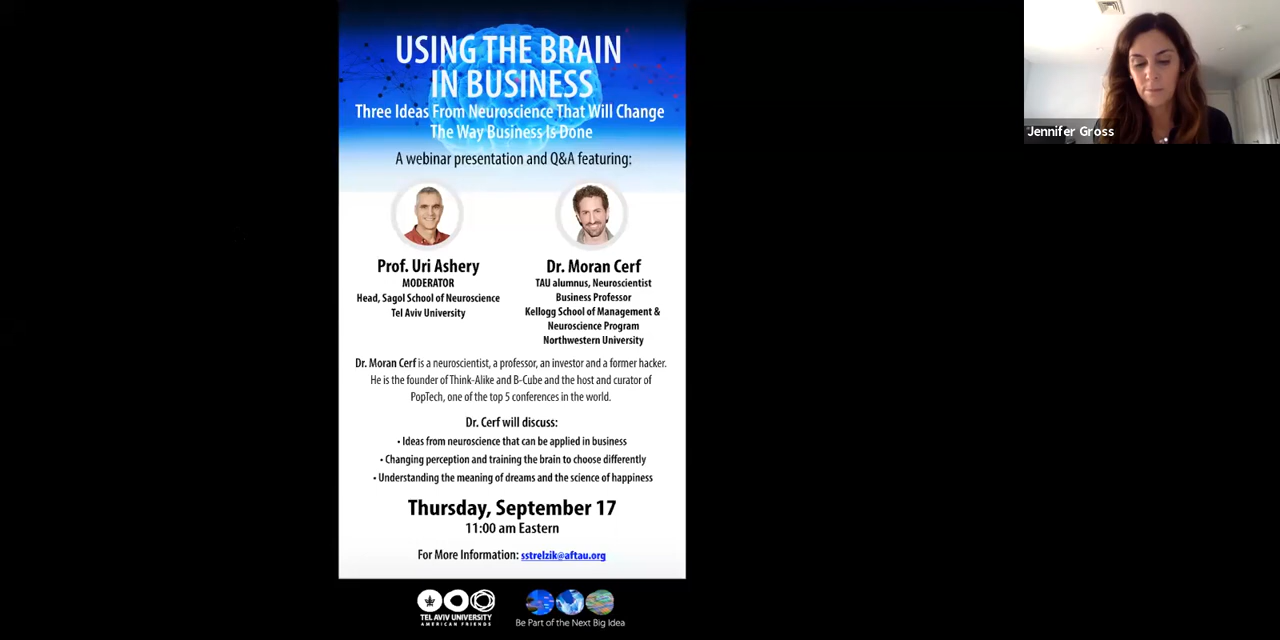 USING THE BRAIN
IN BUSINESS
Three Ideas From Neuroscience That Will Change
The Way Business Is Done
A webinar presentation and Q&A featuring:
Prof. Uri Ashery
MODERATOR
Head, Sagol School of Neuroscience
Tel Aviv University
Dr. Moran Cerf
TAU alumnus, Neuroscientist
Business Professor
Kellogg School of Management &
Neuroscience Program
Northwestern University
Dr. Moran Cerf is a neuroscientist, a professor, an investor and a former hacker.
He is the founder of Think-Alike and B-Cube and the host and curator of
PopTech, one of the top 5 conferences in the world.
Dr. Cerf will discuss:
• Ideas from neuroscience that can be applied in business
• Changing perception and training the brain to choose differently
• Understanding the meaning of dreams and the science of happiness
Thursday, September 17
11:00 am Eastern
For More Information: sstrelzik@aftau.org
TEL AVIV UNIVERSITY
AMERICAN FRIENDS
Be Part of the Next Big Idea
Jennifer Gross